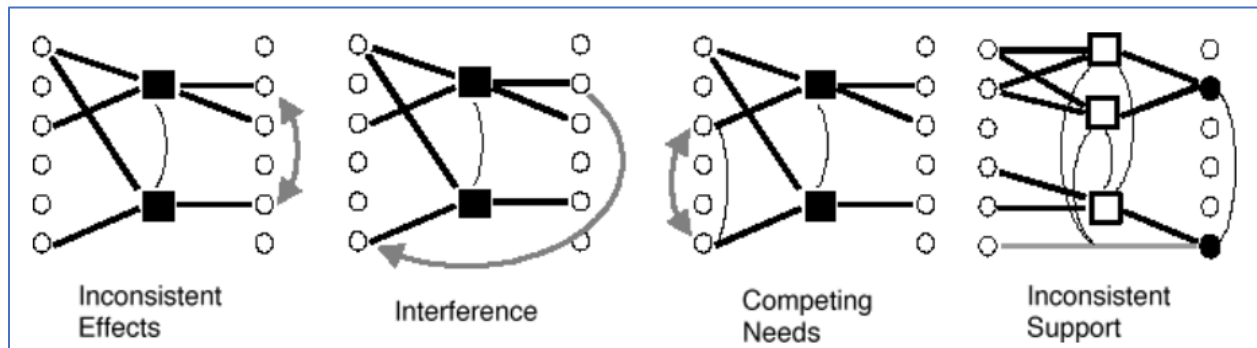 Inconsistent
Effects
Interference
Competing
Needs
Inconsistent
Support